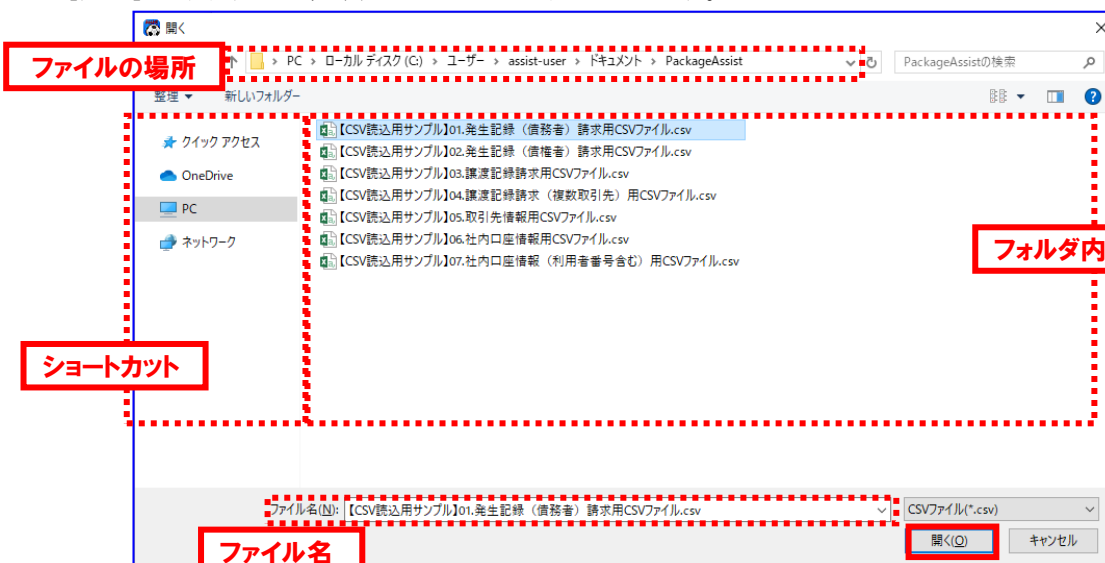 開く
ファイルの場所
PC › ローカル ディスク (C:) › ユーザー › assist-user › ドキュメント › PackageAssist
PackageAssistの検索
整理
新しいフォルダー
クイック アクセス
OneDrive
PC
ネットワーク
【CSV読込用サンプル】01.発生記録（債務者）請求用CSVファイル.csv
【CSV読込用サンプル】02.発生記録（債権者）請求用CSVファイル.csv
【CSV読込用サンプル】03.譲渡記録請求用CSVファイル.csv
【CSV読込用サンプル】04.譲渡記録請求（複数取引先）用CSVファイル.csv
【CSV読込用サンプル】05.取引先情報用CSVファイル.csv
【CSV読込用サンプル】06.社内口座情報用CSVファイル.csv
【CSV読込用サンプル】07.社内口座情報（利用者番号含む）用CSVファイル.csv
フォルダ内
ショートカット
ファイル名(N): 【CSV読込用サンプル】01.発生記録（債務者）請求用CSVファイル.csv
CSVファイル(*.csv)
開く(O)
キャンセル
ファイル名